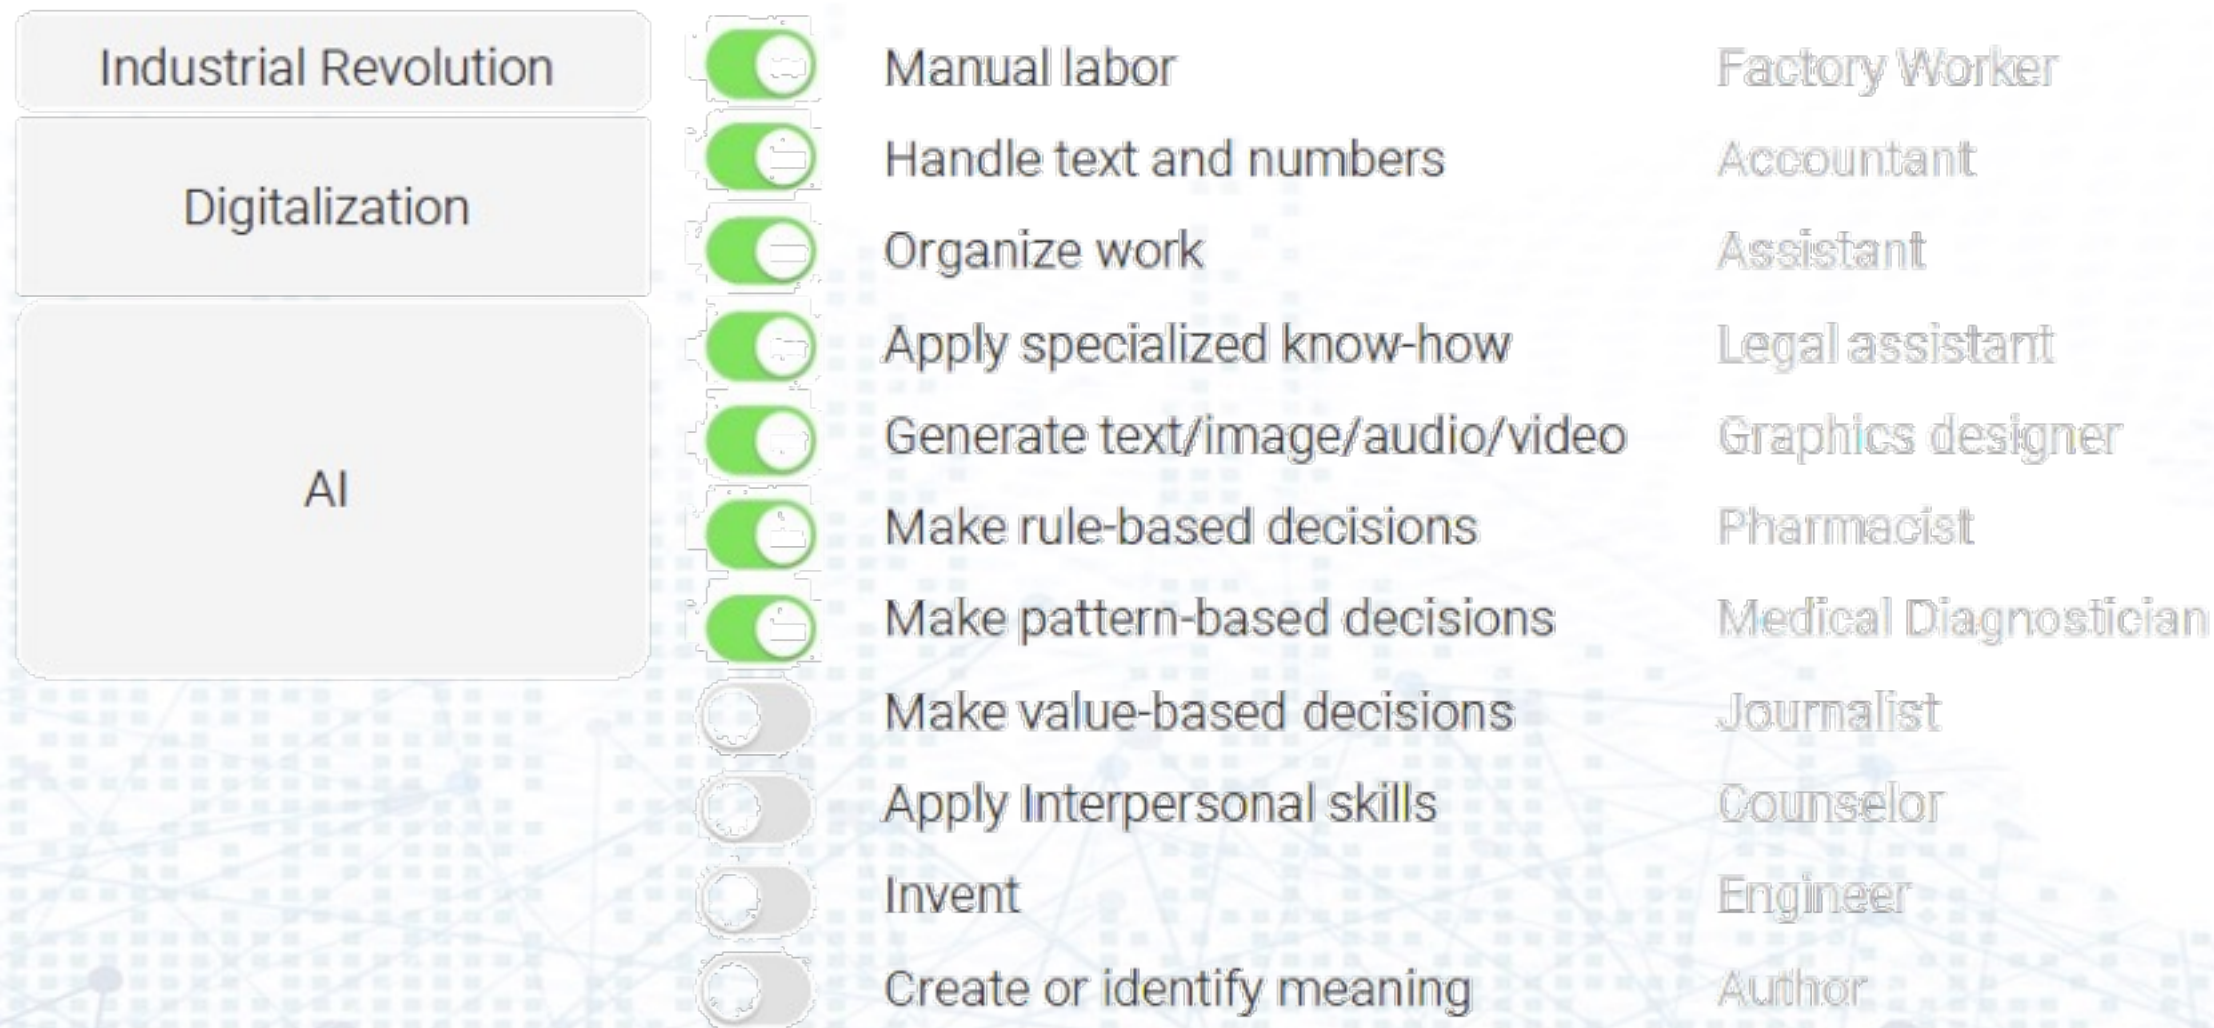 Industrial Revolution
Manual labor
Factory Worker
Digitalization
Handle text and numbers
Accountant
Organize work
Assistant
AI
Apply specialized know-how
Legal assistant
Generate text/image/audio/video
Graphics designer
Make rule-based decisions
Pharmacist
Make pattern-based decisions
Medical Diagnostician
Make value-based decisions
Journalist
Apply Interpersonal skills
Counselor
Invent
Engineer
Create or identify meaning
Author